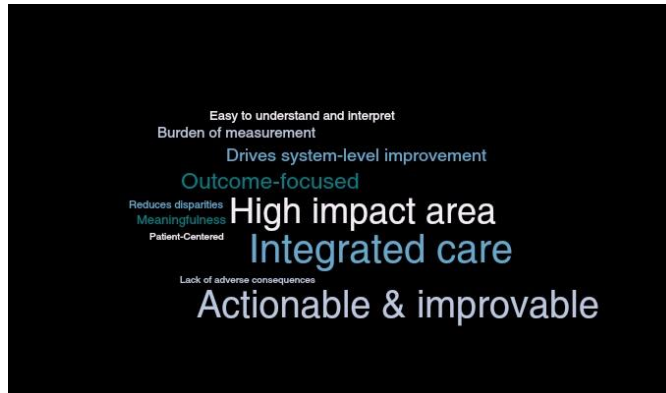 Easy to understand and interpret
Burden of measurement
Drives system-level improvement
Outcome-focused
Reduces disparities
High impact area
Meaningfulness
Patient-Centered
Integrated care
Lack of adverse consequences
Actionable & improvable